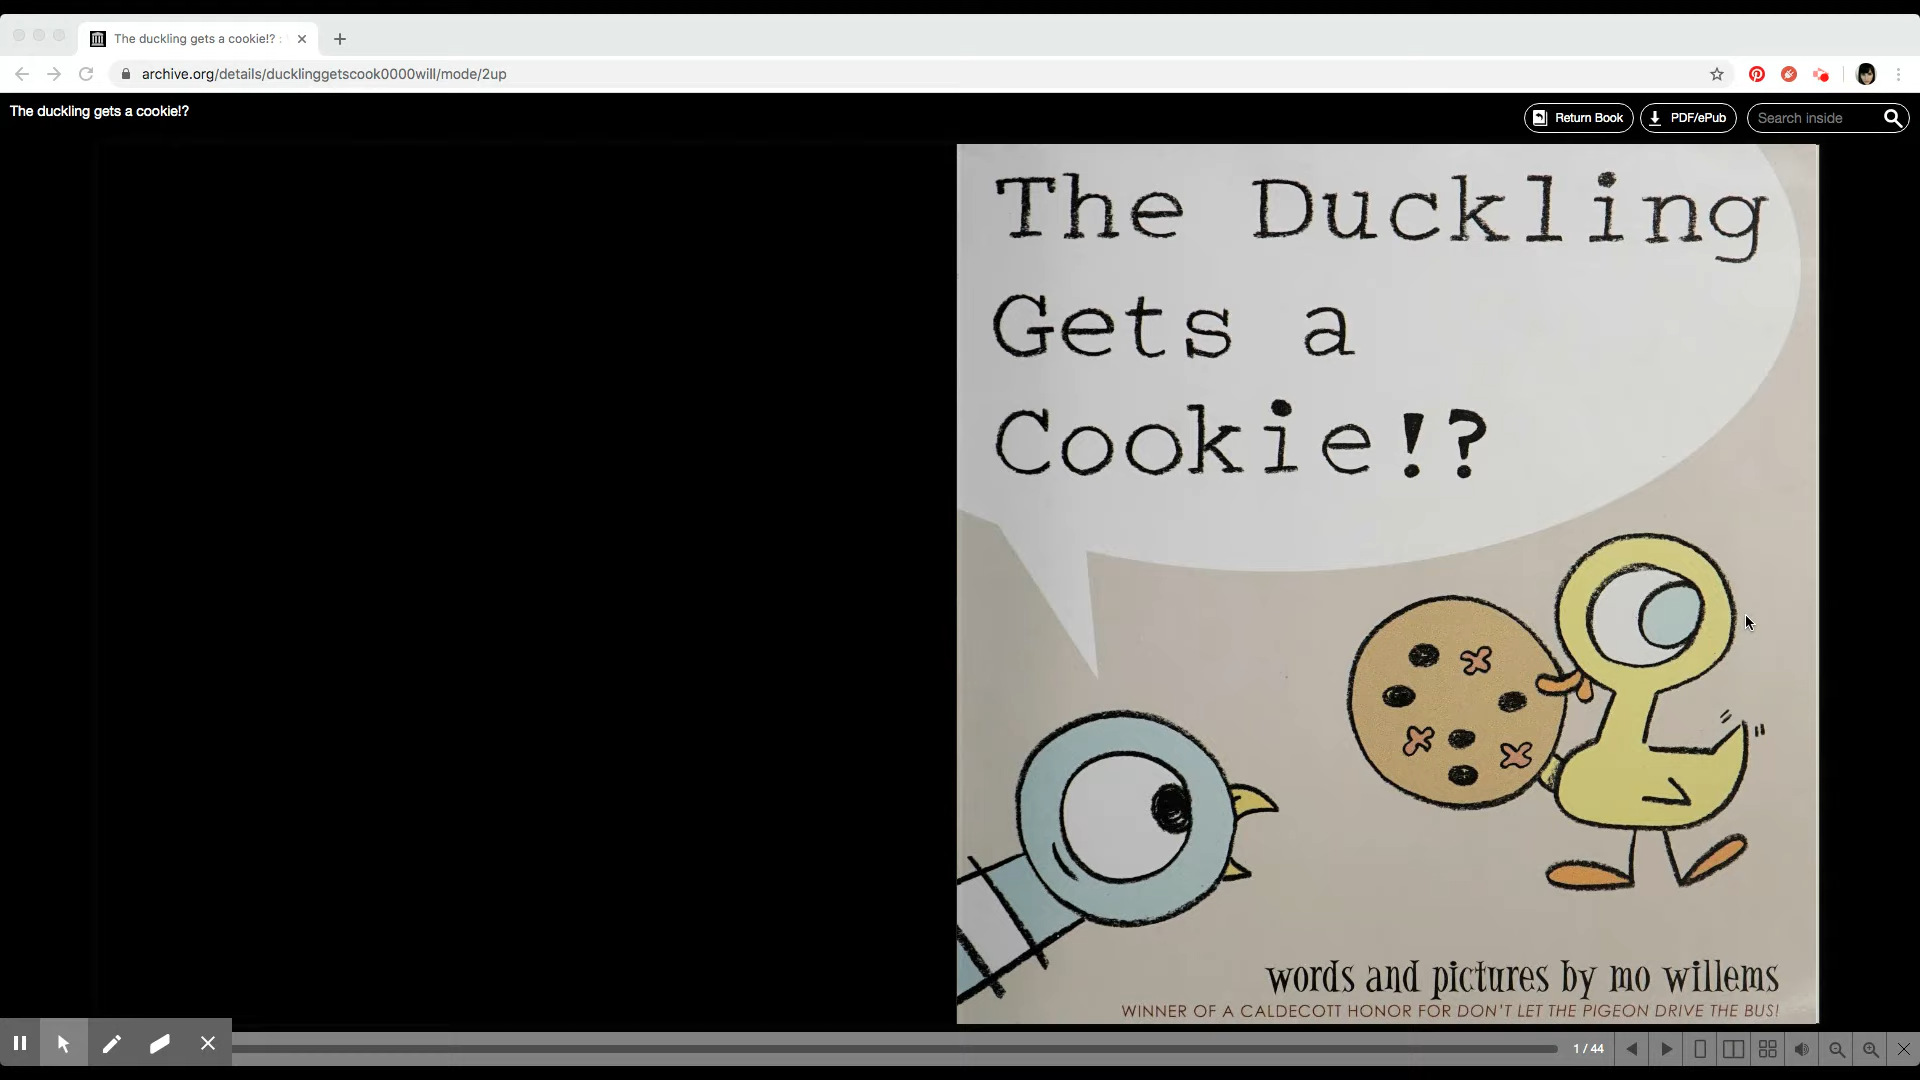 The duckling gets a cookie!? :
archive.org/details/ducklinggetscook0000will/mode/2up
The duckling gets a cookie!?
Return Book
PDF/ePub
Search inside
The Duckling
Gets a
Cookie!?
words and pictures by mo willems
WINNER OF A CALDECOTT HONOR FOR DON'T LET THE PIGEON DRIVE THE BUS!
1 / 44